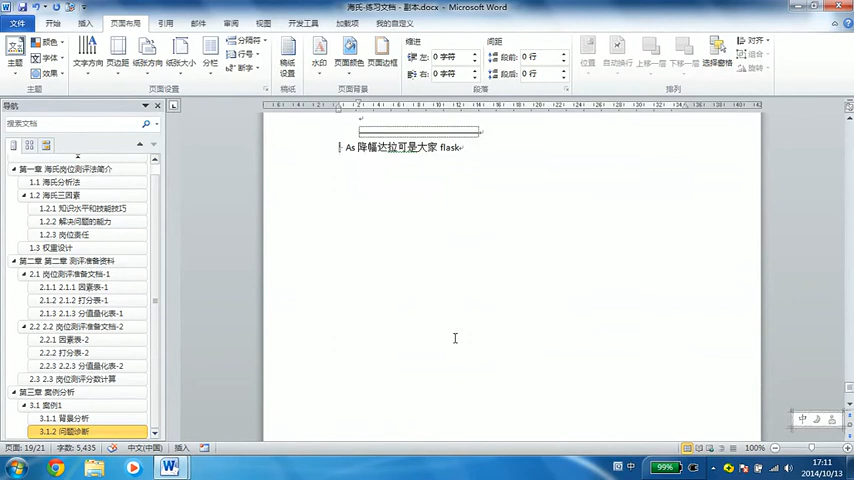 海氏-练习文档 - 副本.docx - Microsoft Word
文件 开始 插入 页面布局 引用 邮件 审阅 视图 开发工具 加载项 我的自定义
颜色 分隔符 缩进 间距 对齐
字体 行号 左: 0 字符 段前: 0 行 组合
主题 效果 文字方向 页边距 纸张方向 纸张大小 分栏 断字 稿纸设置 水印 页面颜色 页面边框 右: 0 字符 段后: 0 行 位置 自动换行 上移一层 下移一层 选择窗格 旋转
主题 页面设置 稿纸 页面背景 段落 排列
导航
搜索文档
第一章 海氏岗位测评法简介
1.1 海氏分析法
1.2 海氏三因素
1.2.1 知识水平和技能技巧
1.2.2 解决问题的能力
1.2.3 岗位责任
1.3 权重设计
第二章 第二章 测评准备资料
2.1 岗位测评准备文档-1
2.1.1 2.1.1 因素表-1
2.1.2 2.1.2 打分表-1
2.1.3 2.1.3 分值量化表-1
2.2 2.2 岗位测评准备文档-2
2.2.1 因素表-2
2.2.2 打分表-2
2.2.3 2.2.3 分值量化表-2
2.3 2.3 岗位测评分数计算
第三章 案例分析
3.1 案例1
3.1.1 背景分析
3.1.2 问题诊断
As 降幅达拉可是大家 flask
中
页面: 19/21 字数: 5,435 中文(中国) 插入 100%
中 99% 17:11
2014/10/13